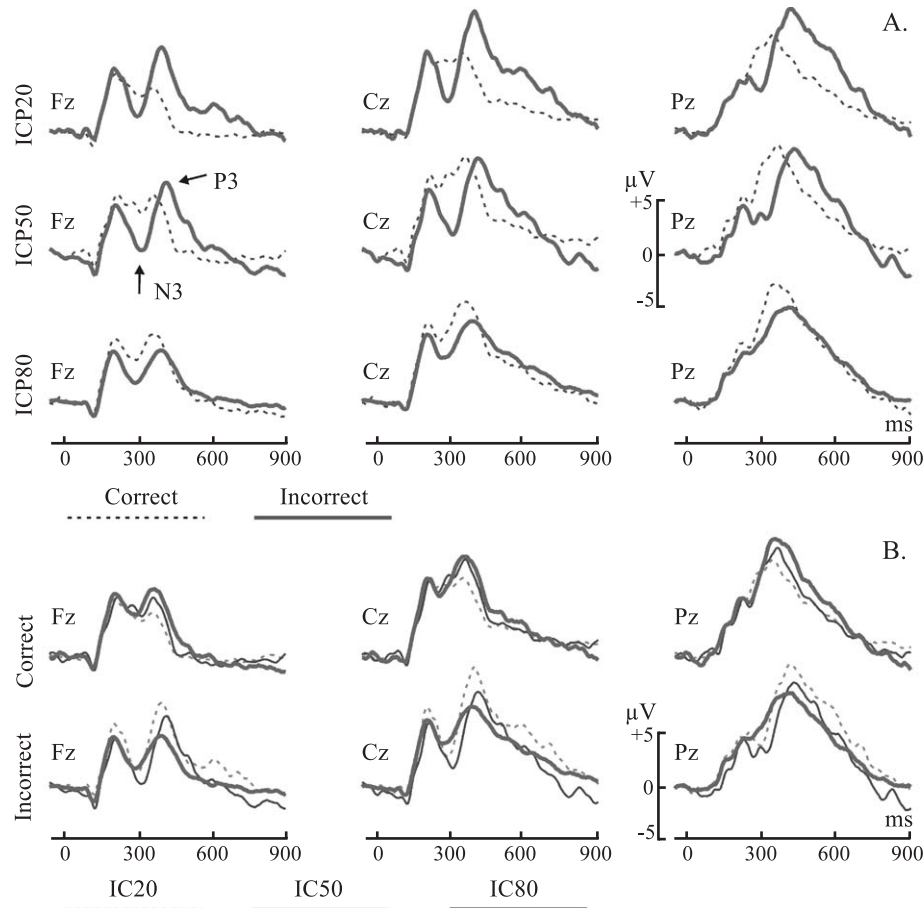 A.
ICP20
Fz
Cz
Pz
P3
ICP50
Fz
Cz
Pz
µV
+5
0
-5
N3
ICP80
Fz
Cz
Pz
ms
0 300 600 900
0 300 600 900
0 300 600 900
Correct Incorrect
B.
Correct
Fz
Cz
Pz
Incorrect
Fz
Cz
Pz
µV
+5
0
-5
ms
0 300 600 900
0 300 600 900
0 300 600 900
IC20 IC50 IC80